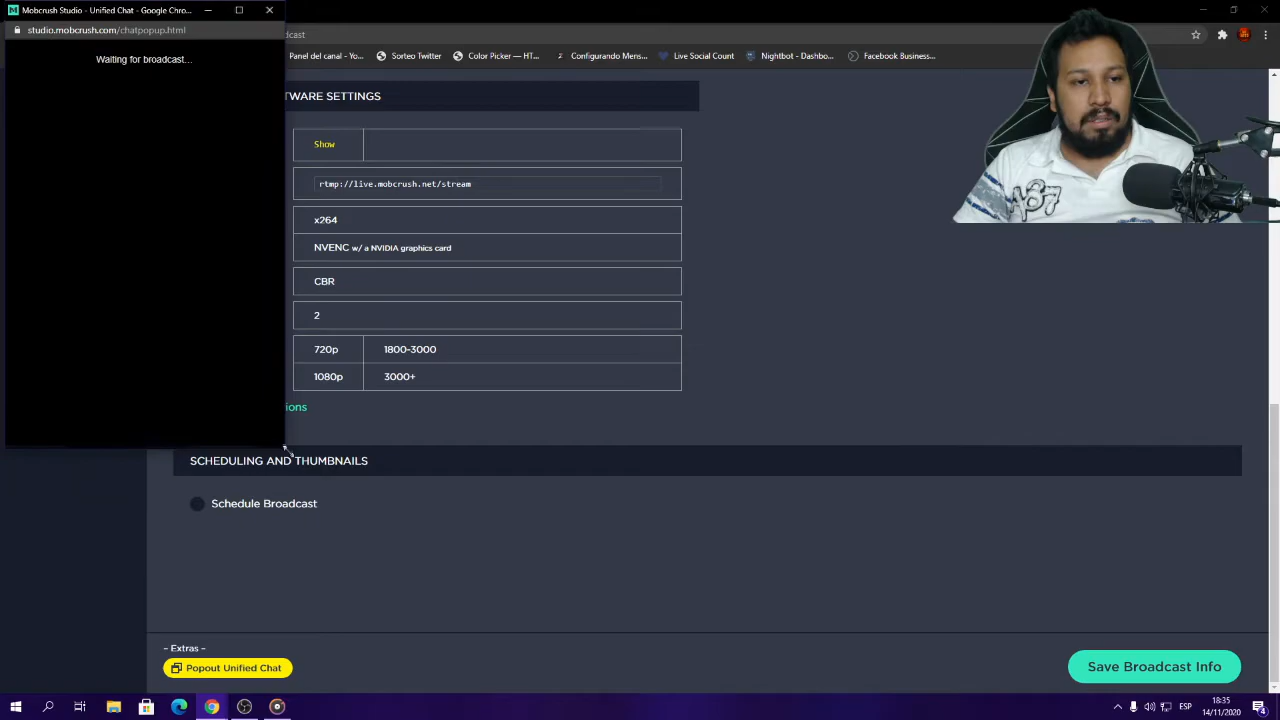 Mobcrush Studio - Unified Chat - Google Chro...
studio.mobcrush.com/chatpopup.html
Waiting for broadcast...
dcast
Panel del canal - Yo...
Sorteo Twitter
Color Picker — HT...
Configurando Mens...
Live Social Count
Nightbot - Dashbo...
Facebook Business...
TWARE SETTINGS
Show
rtmp://live.mobcrush.net/stream
x264
NVENC w/ a NVIDIA graphics card
CBR
2
720p 1800-3000
1080p 3000+
ions
SCHEDULING AND THUMBNAILS
Schedule Broadcast
- Extras -
Popout Unified Chat
Save Broadcast Info
ESP
18:35
14/11/2020
4